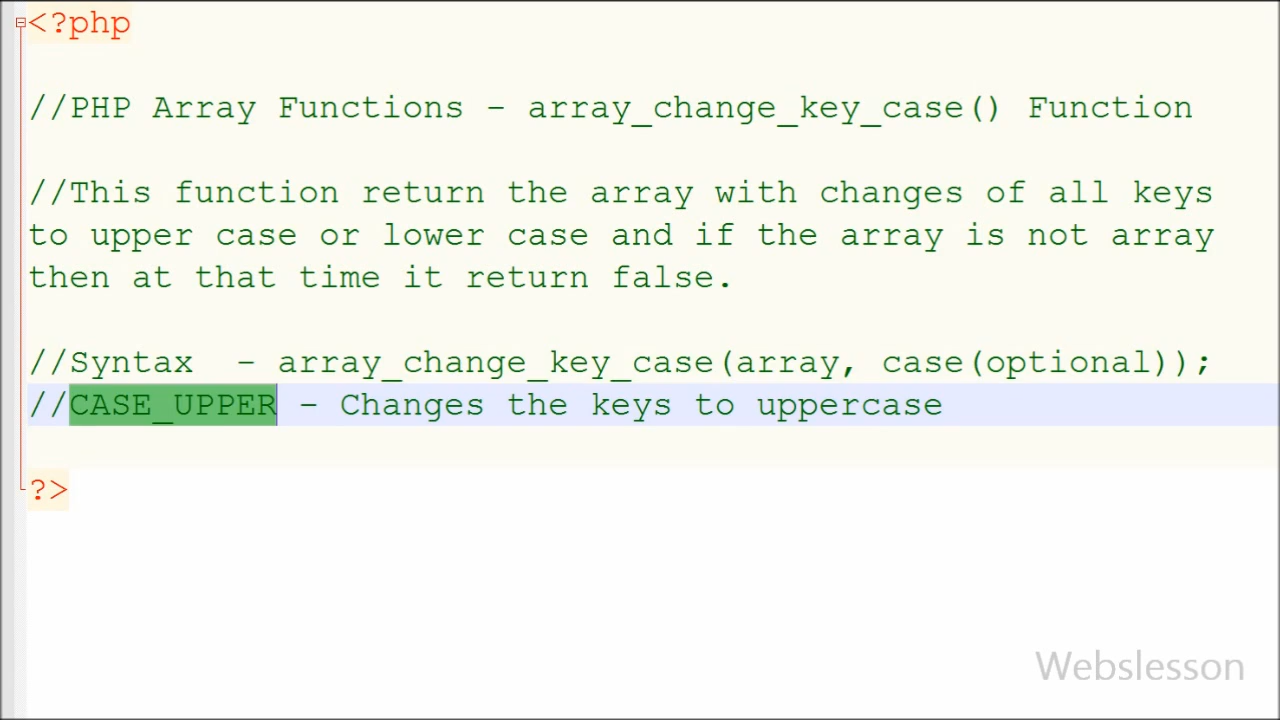 <?php
//PHP Array Functions - array_change_key_case() Function
//This function return the array with changes of all keys
to upper case or lower case and if the array is not array
then at that time it return false.
//Syntax  - array_change_key_case(array, case(optional));
//CASE_UPPER - Changes the keys to uppercase
?>
Webslesson